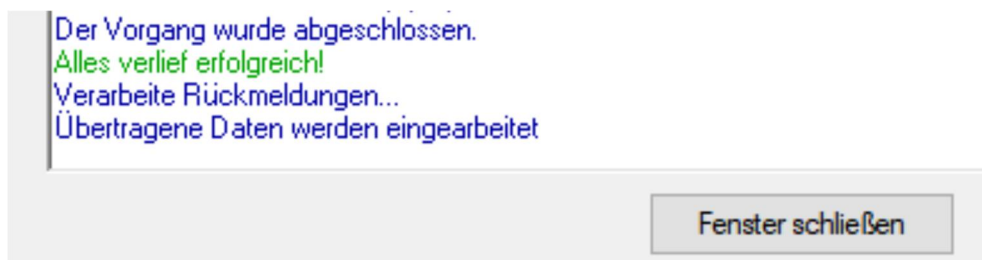 Der Vorgang wurde abgeschlossen.
Alles verlief erfolgreich!
Verarbeite Rückmeldungen...
Übertragene Daten werden eingearbeitet
Fenster schließen